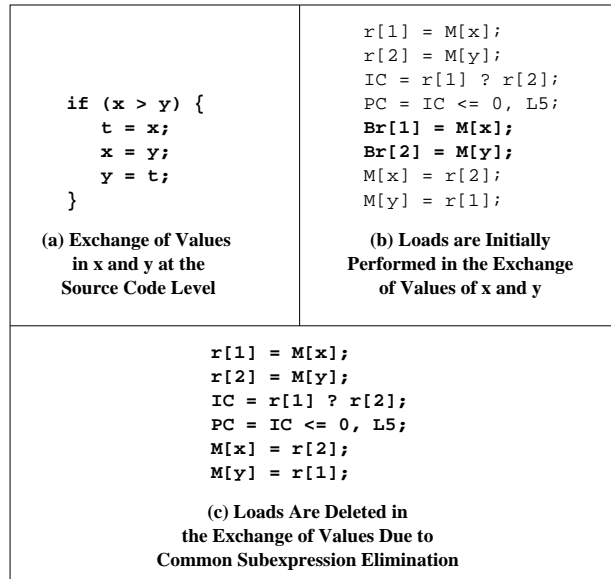 if (x > y) {
t = x;
x = y;
y = t;
}
(a) Exchange of Values
in x and y at the
Source Code Level
r[1] = M[x];
r[2] = M[y];
IC = r[1] ? r[2];
PC = IC <= 0, L5;
Br[1] = M[x];
Br[2] = M[y];
M[x] = r[2];
M[y] = r[1];
(b) Loads are Initially
Performed in the Exchange
of Values of x and y
r[1] = M[x];
r[2] = M[y];
IC = r[1] ? r[2];
PC = IC <= 0, L5;
M[x] = r[2];
M[y] = r[1];
(c) Loads Are Deleted in
the Exchange of Values Due to
Common Subexpression Elimination